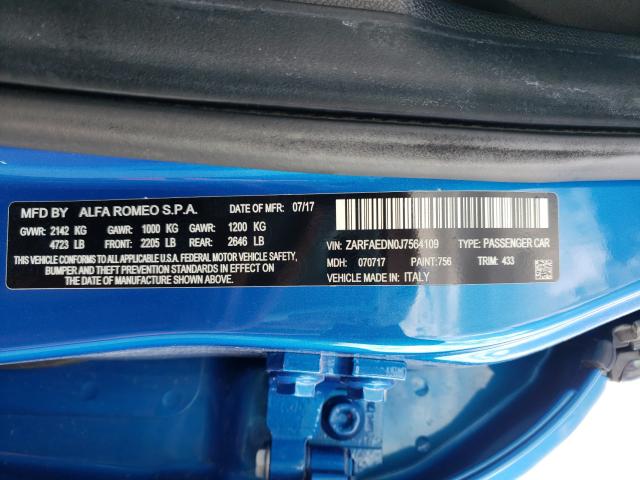 MFD BY ALFA ROMEO S.P.A. DATE OF MFR: 07/17
GVWR: 2142 KG GAWR: 1000 KG GAWR: 1200 KG
4723 LB FRONT: 2205 LB REAR: 2646 LB
THIS VEHICLE CONFORMS TO ALL APPLICABLE U.S.A. FEDERAL MOTOR VEHICLE SAFETY,
BUMPER AND THEFT PREVENTION STANDARDS IN EFFECT ON THE
DATE OF MANUFACTURE SHOWN ABOVE.
VIN: ZARFAEDN0J7564109 TYPE: PASSENGER CAR
MDH: 070717 PAINT:756 TRIM: 433
VEHICLE MADE IN: ITALY